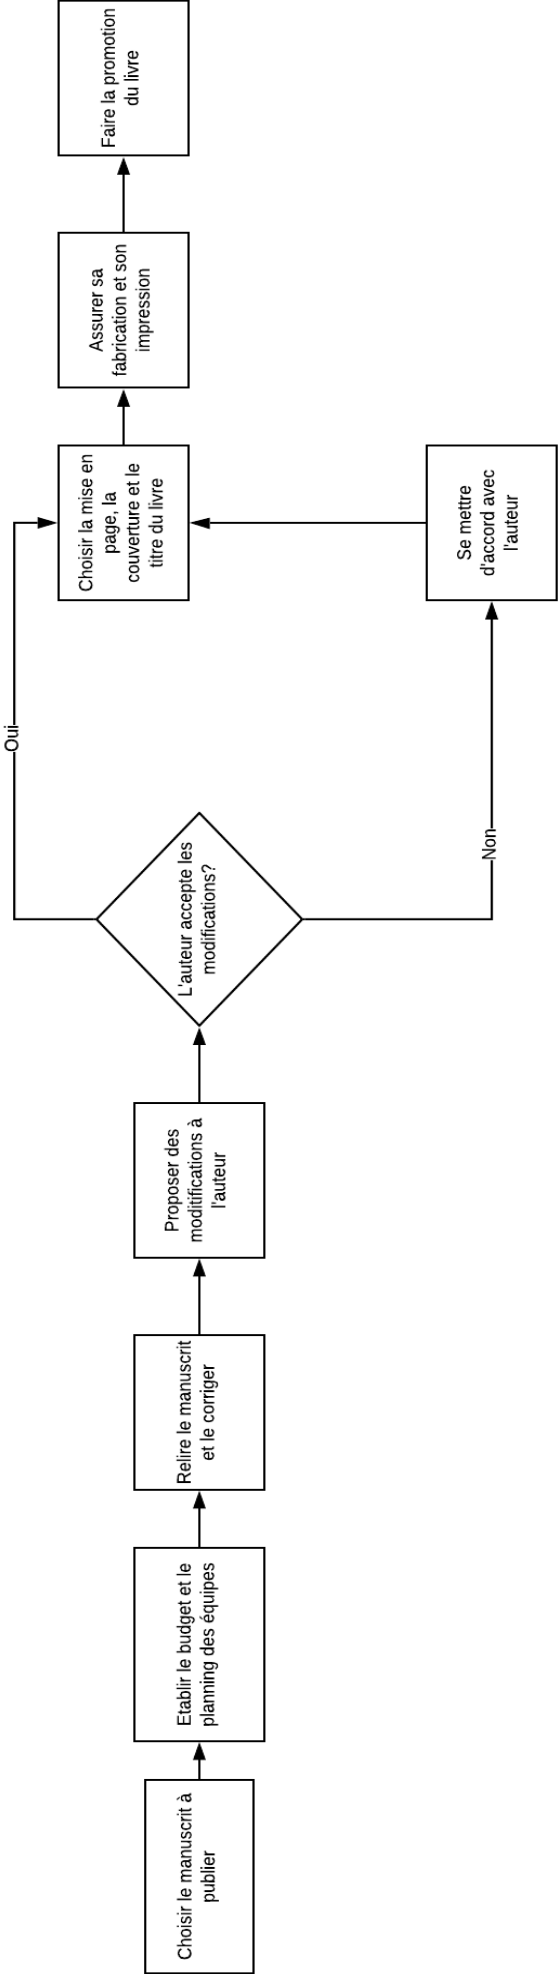 Choisir le manuscrit à
publier
Etablir le budget et le
planning des équipes
Relire le manuscrit
et le corriger
Proposer des
moditifications à
l'auteur
L'auteur accepte les
modifications?
Oui
Non
Se mettre
d'accord avec
l'auteur
Choisir la mise en
page, la
couverture et le
titre du livre
Assurer sa
fabrication et son
impression
Faire la promotion
du livre